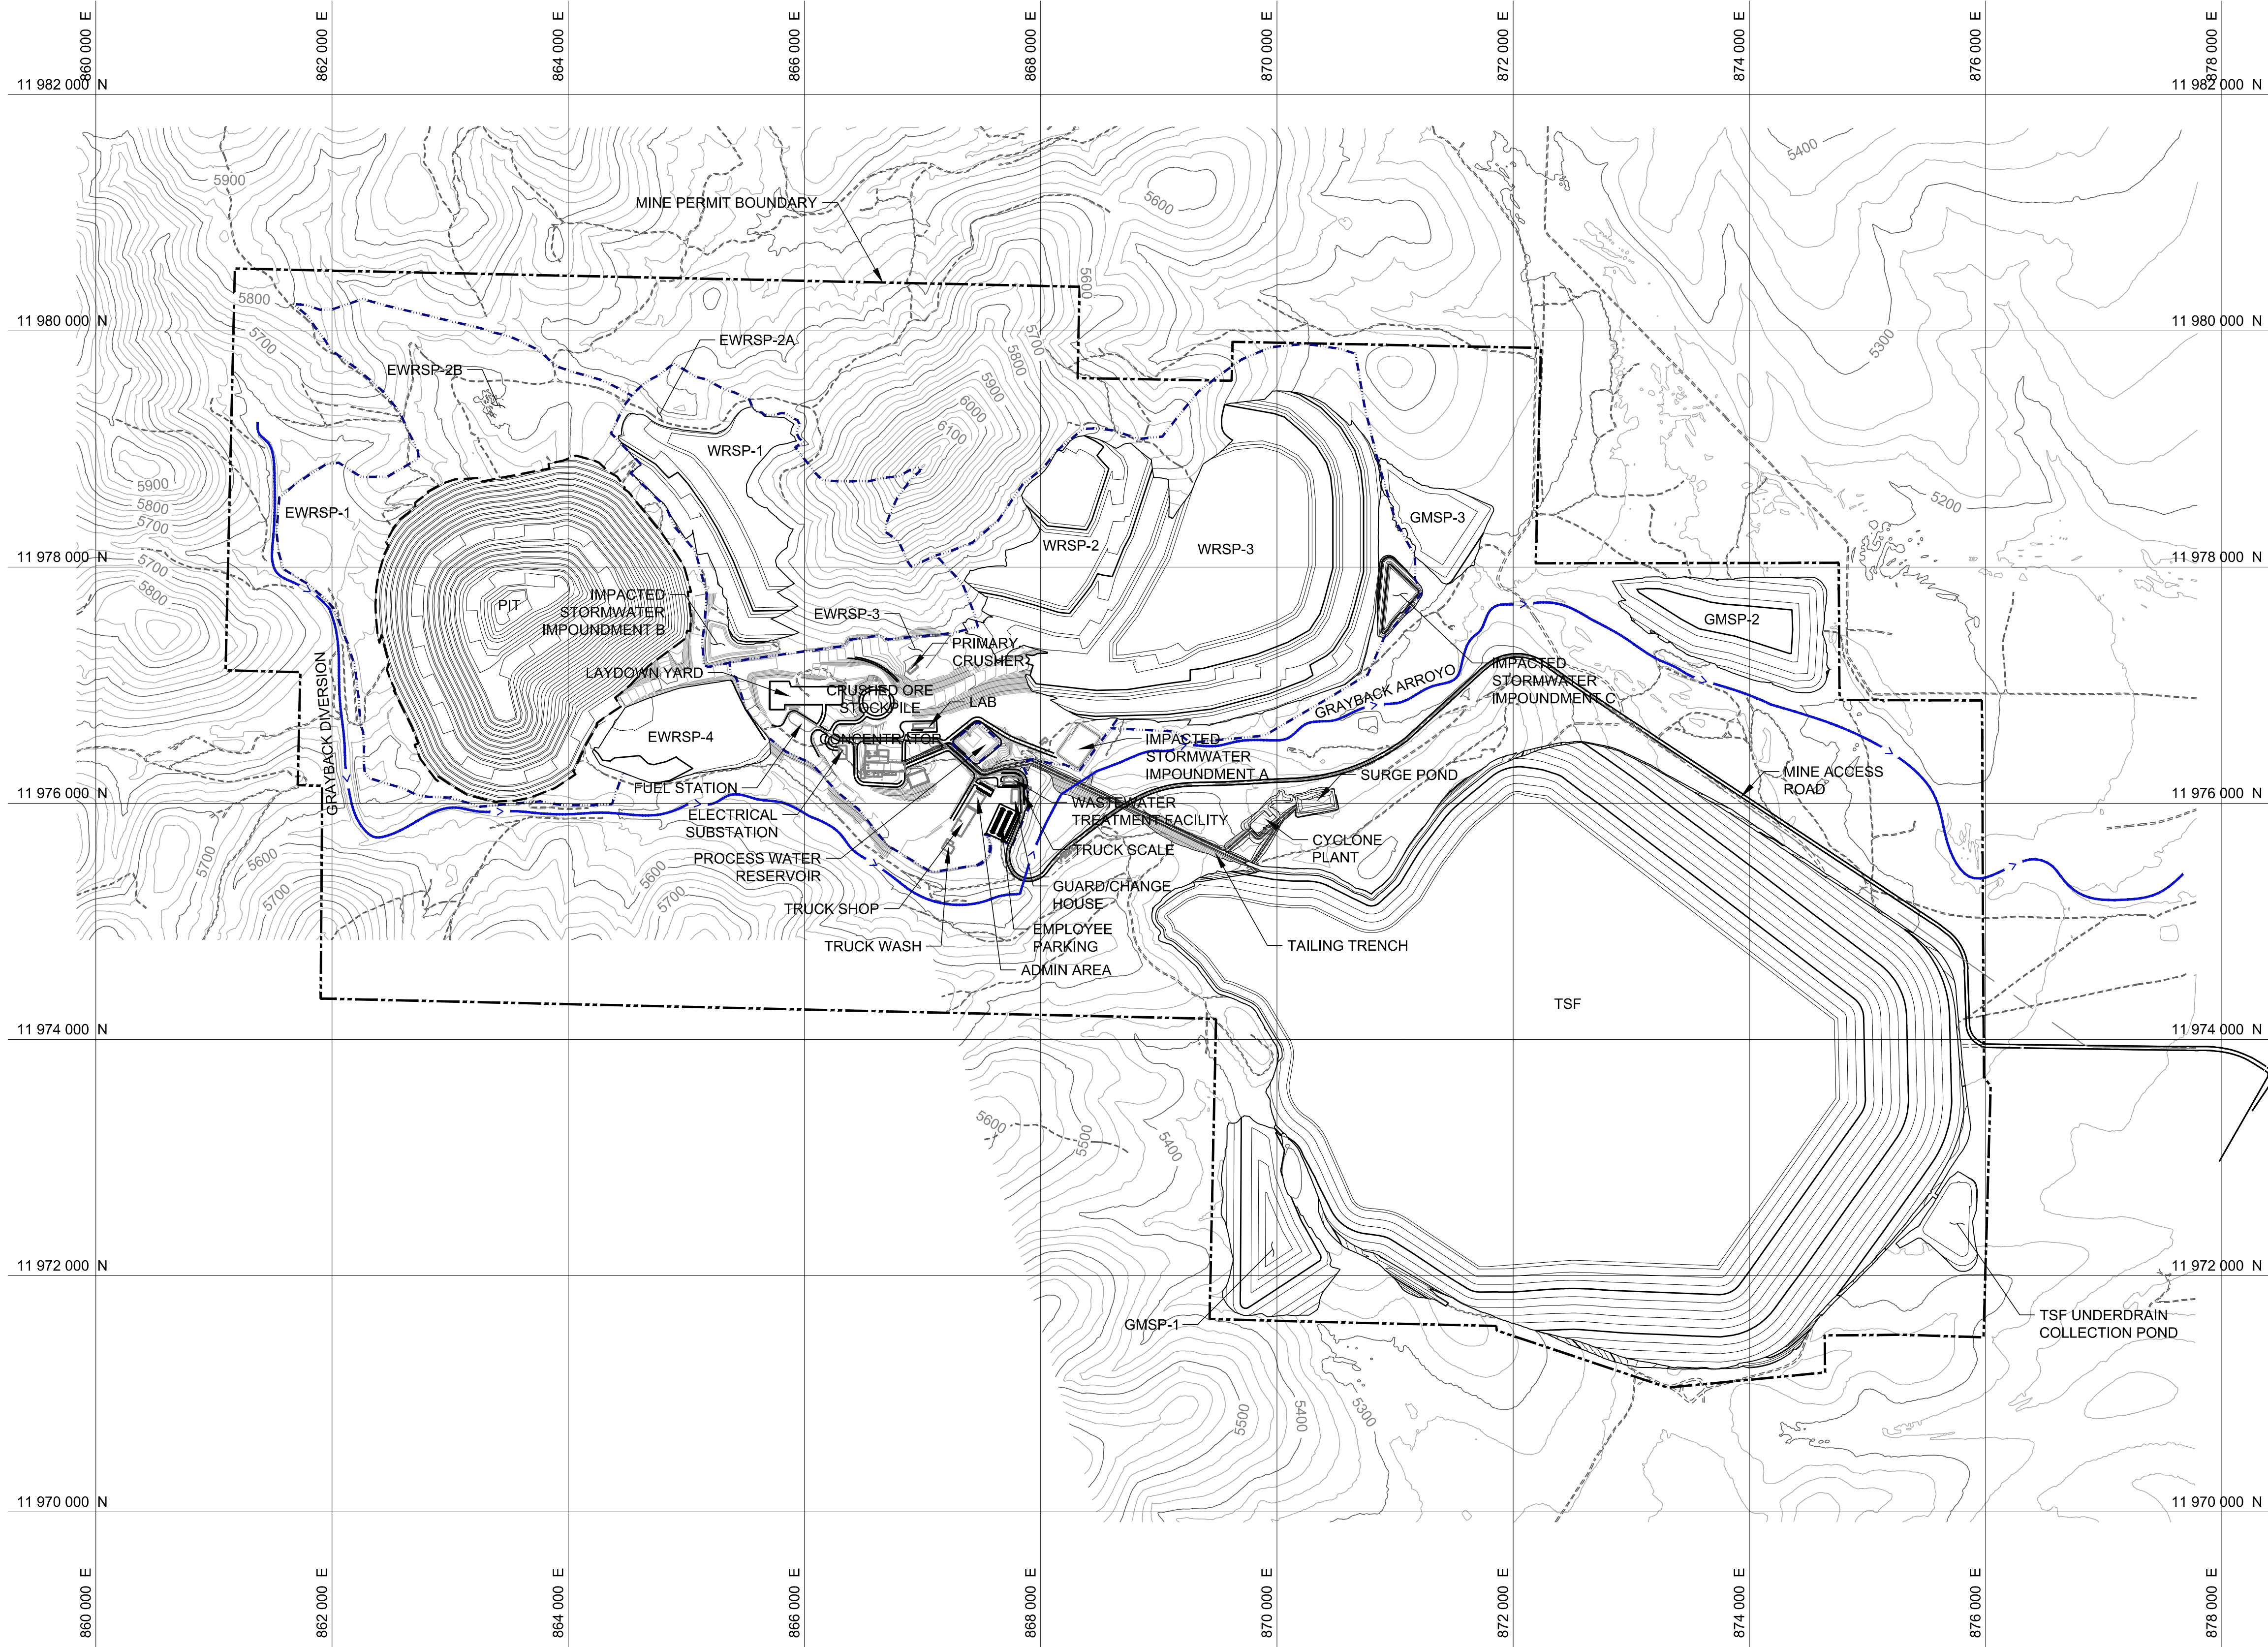 860 000 E
862 000 E
864 000 E
866 000 E
868 000 E
870 000 E
872 000 E
874 000 E
876 000 E
878 000 E
11 982 000 N
11 982 000 N
5400
5900
MINE PERMIT BOUNDARY
5600
5800
5600
11 980 000 N
11 980 000 N
5700
EWRSP-2A
5700
5300
5800
EWRSP-2B
5900
6000
6100
WRSP-1
5900
5800
5700
EWRSP-1
5200
GMSP-3
WRSP-2
WRSP-3
11 978 000 N
11 978 000 N
5700
5800
PIT
IMPACTED
STORMWATER
IMPOUNDMENT B
EWRSP-3
GMSP-2
PRIMARY
CRUSHER
LAYDOWN YARD
IMPACTED
STORMWATER
IMPOUNDMENT C
CRUSHED ORE
STOCKPILE
GRAYBACK ARROYO
LAB
GRAYBACK DIVERSION
EWRSP-4
CONCENTRATOR
IMPACTED
STORMWATER
IMPOUNDMENT A
SURGE POND
MINE ACCESS
ROAD
FUEL STATION
11 976 000 N
11 976 000 N
WASTEWATER
TREATMENT FACILITY
ELECTRICAL
SUBSTATION
CYCLONE
PLANT
TRUCK SCALE
PROCESS WATER
RESERVOIR
5700
5600
5700
5600
5700
GUARD/CHANGE
HOUSE
TRUCK SHOP
EMPLOYEE
PARKING
TRUCK WASH
TAILING TRENCH
ADMIN AREA
TSF
11 974 000 N
11 974 000 N
5600
5500
5400
11 972 000 N
11 972 000 N
GMSP-1
TSF UNDERDRAIN
COLLECTION POND
5500
5400
5300
11 970 000 N
11 970 000 N
860 000 E
862 000 E
864 000 E
866 000 E
868 000 E
870 000 E
872 000 E
874 000 E
876 000 E
878 000 E